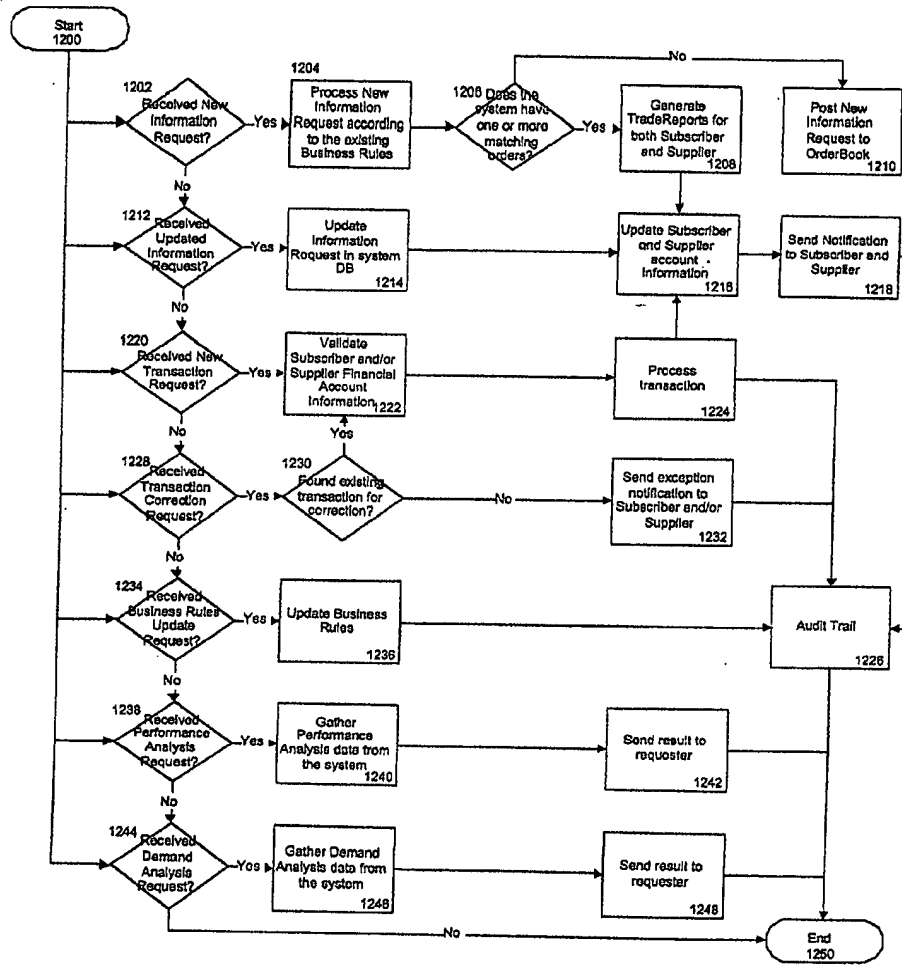 Start
1200
1202
Received New
Information
Request?
Yes
1204
Process New
Information
Request according
to the existing
Business Rules
1206
Does the
system have
one or more
matching
orders?
No
Yes
Generate
TradeReports for
both Subscriber
and Supplier
1208
Post New
Information
Request to
OrderBook
1210
No
1212
Received
Updated
Information
Request?
Yes
Update
Information
Request in system
DB
1214
Update Subscriber
and Supplier
account
Information
1216
Send Notification
to Subscriber and
Supplier
1218
No
1220
Received New
Transaction
Request?
Yes
Validate
Subscriber and/or
Supplier Financial
Account
Information
1222
Process
transaction
1224
No
Yes
1228
Received
Transaction
Correction
Request?
Yes
1230
Found existing
transaction for
correction?
No
Send exception
notification to
Subscriber and/or
Supplier
1232
No
1234
Received
Business Rules
Update
Request?
Yes
Update Business
Rules
1236
Audit Trail
1226
No
1238
Received
Performance
Analysis
Request?
Yes
Gather
Performance
Analysis data from
the system
1240
Send result to
requester
1242
No
1244
Received
Demand
Analysis
Request?
Yes
Gather Demand
Analysis data from
the system
1246
Send result to
requester
1248
No
End
1250